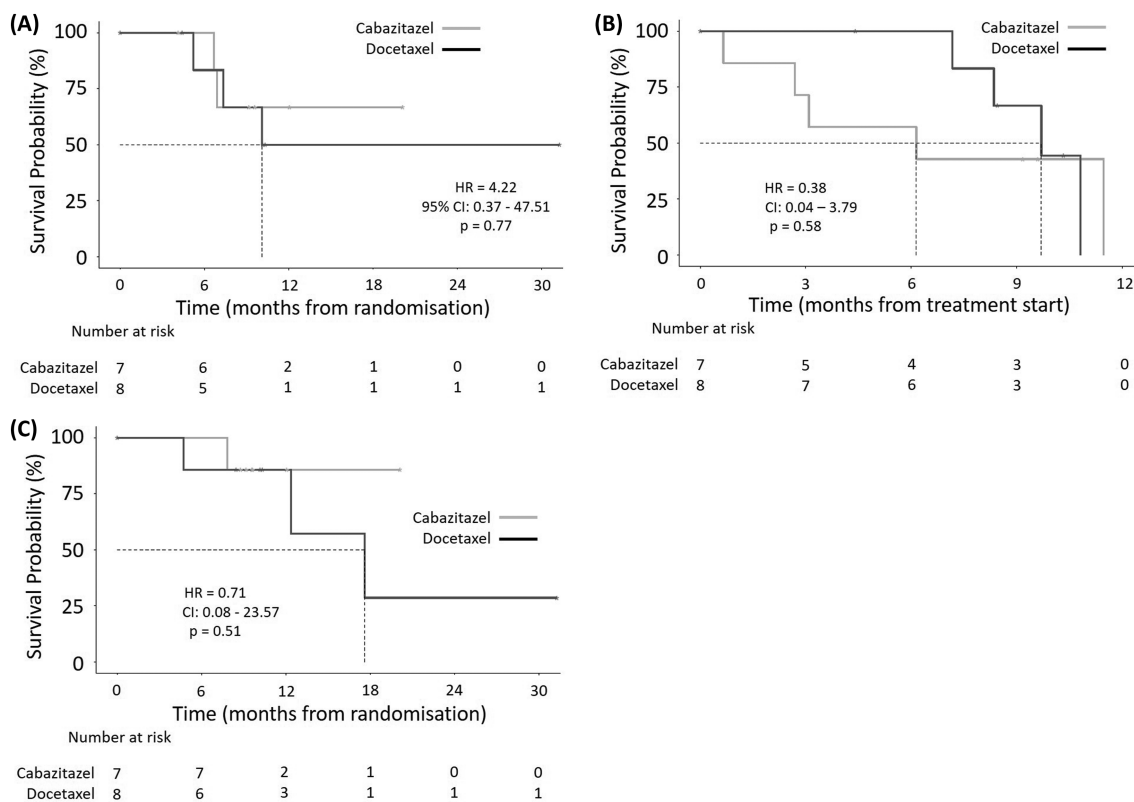 (A)
100
75
50
25
0
Survival Probability (%)
Cabazitazel
Docetaxel
HR = 4.22
95% CI: 0.37 - 47.51
p = 0.77
0 6 12 18 24 30
Time (months from randomisation)
Number at risk
Cabazitazel 7 6 2 1 0 0
Docetaxel 8 5 1 1 1 1
(B)
100
75
50
25
0
Survival Probability (%)
Cabazitazel
Docetaxel
HR = 0.38
CI: 0.04 – 3.79
p = 0.58
0 3 6 9 12
Time (months from treatment start)
Number at risk
Cabazitazel 7 5 4 3 0
Docetaxel 8 7 6 3 0
(C)
100
75
50
25
0
Survival Probability (%)
Cabazitazel
Docetaxel
HR = 0.71
CI: 0.08 - 23.57
p = 0.51
0 6 12 18 24 30
Time (months from randomisation)
Number at risk
Cabazitazel 7 7 2 1 0 0
Docetaxel 8 6 3 1 1 1